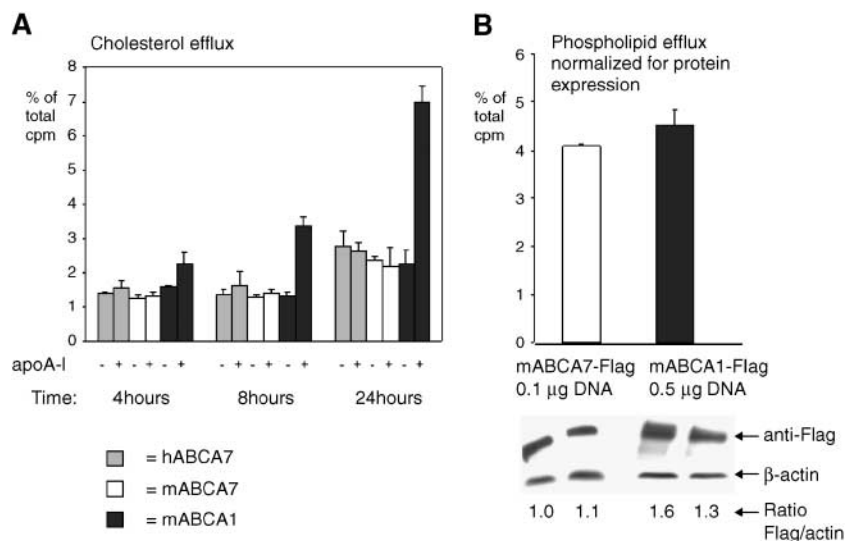 A
Cholesterol efflux
% of
total
cpm
8
7
6
5
4
3
2
1
0
apoA-I - + - + - + - + - + - + - + - + - +
Time: 4hours 8hours 24hours
= hABCA7
= mABCA7
= mABCA1
B
Phospholipid efflux
normalized for protein
expression
% of
total
cpm
6
5
4
3
2
1
0
mABCA7-Flag mABCA1-Flag
0.1 µg DNA 0.5 µg DNA
anti-Flag
β-actin
1.0 1.1 1.6 1.3 Ratio
Flag/actin